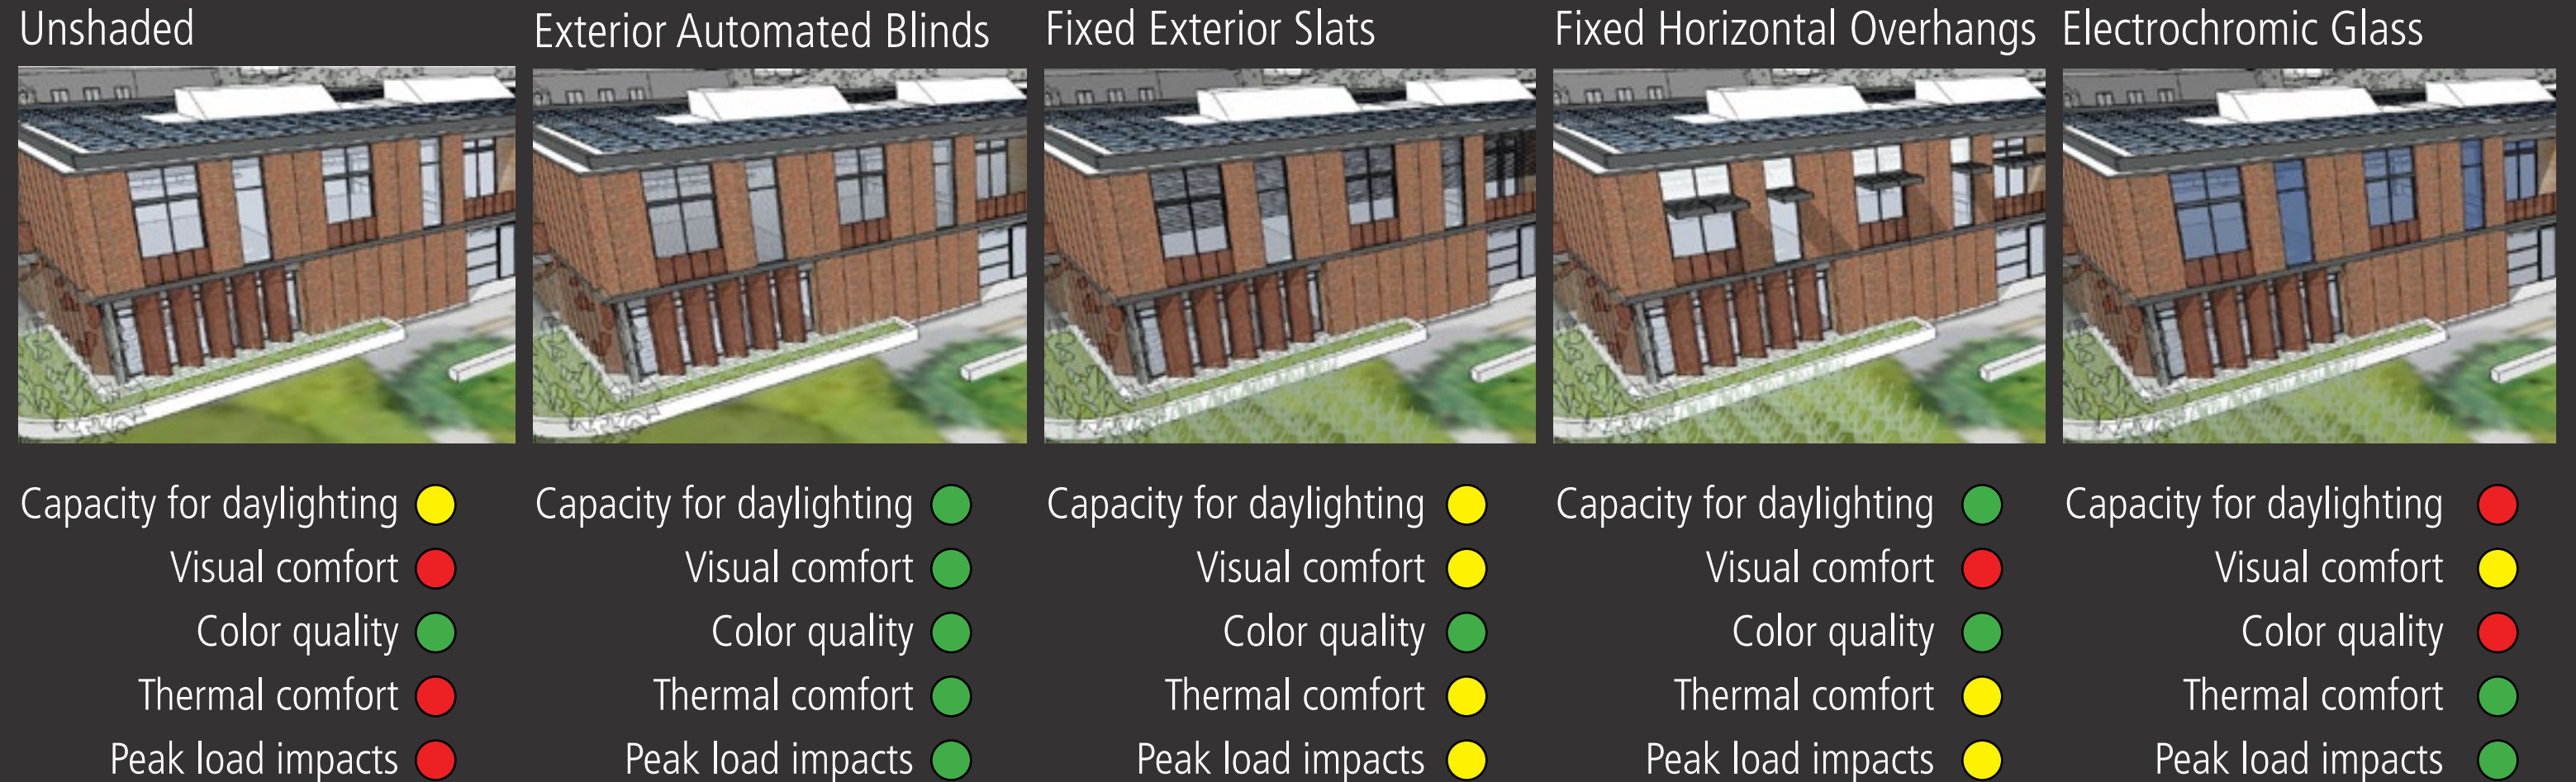 Unshaded
Exterior Automated Blinds
Fixed Exterior Slats
Fixed Horizontal Overhangs
Electrochromic Glass
Capacity for daylighting
Visual comfort
Color quality
Thermal comfort
Peak load impacts
Capacity for daylighting
Visual comfort
Color quality
Thermal comfort
Peak load impacts
Capacity for daylighting
Visual comfort
Color quality
Thermal comfort
Peak load impacts
Capacity for daylighting
Visual comfort
Color quality
Thermal comfort
Peak load impacts
Capacity for daylighting
Visual comfort
Color quality
Thermal comfort
Peak load impacts